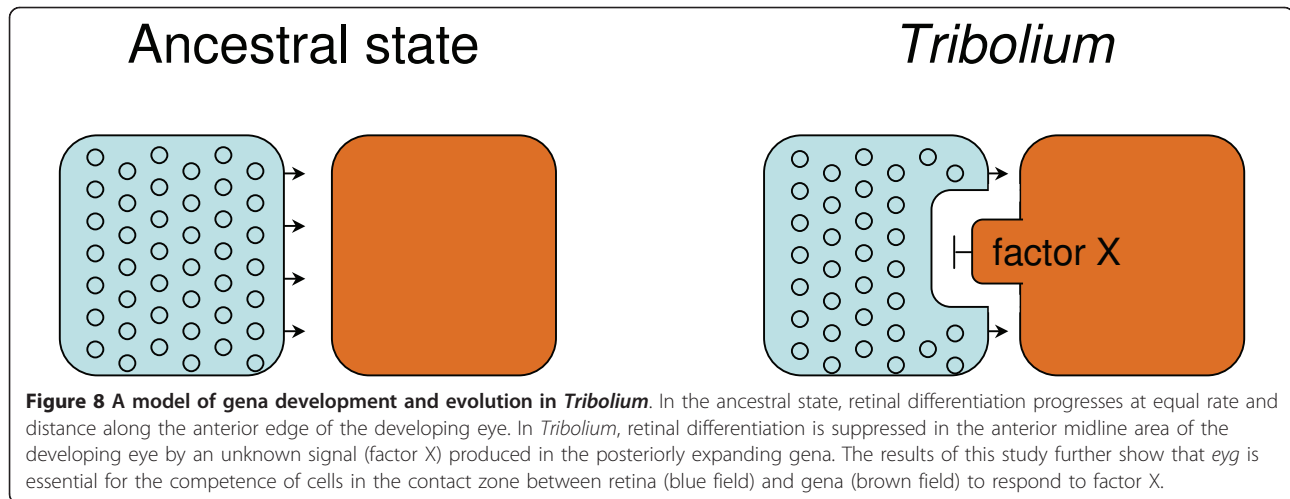 Ancestral state
Tribolium
factor X
Figure 8 A model of gena development and evolution in Tribolium. In the ancestral state, retinal differentiation progresses at equal rate and
distance along the anterior edge of the developing eye. In Tribolium, retinal differentiation is suppressed in the anterior midline area of the
developing eye by an unknown signal (factor X) produced in the posteriorly expanding gena. The results of this study further show that eyg is
essential for the competence of cells in the contact zone between retina (blue field) and gena (brown field) to respond to factor X.